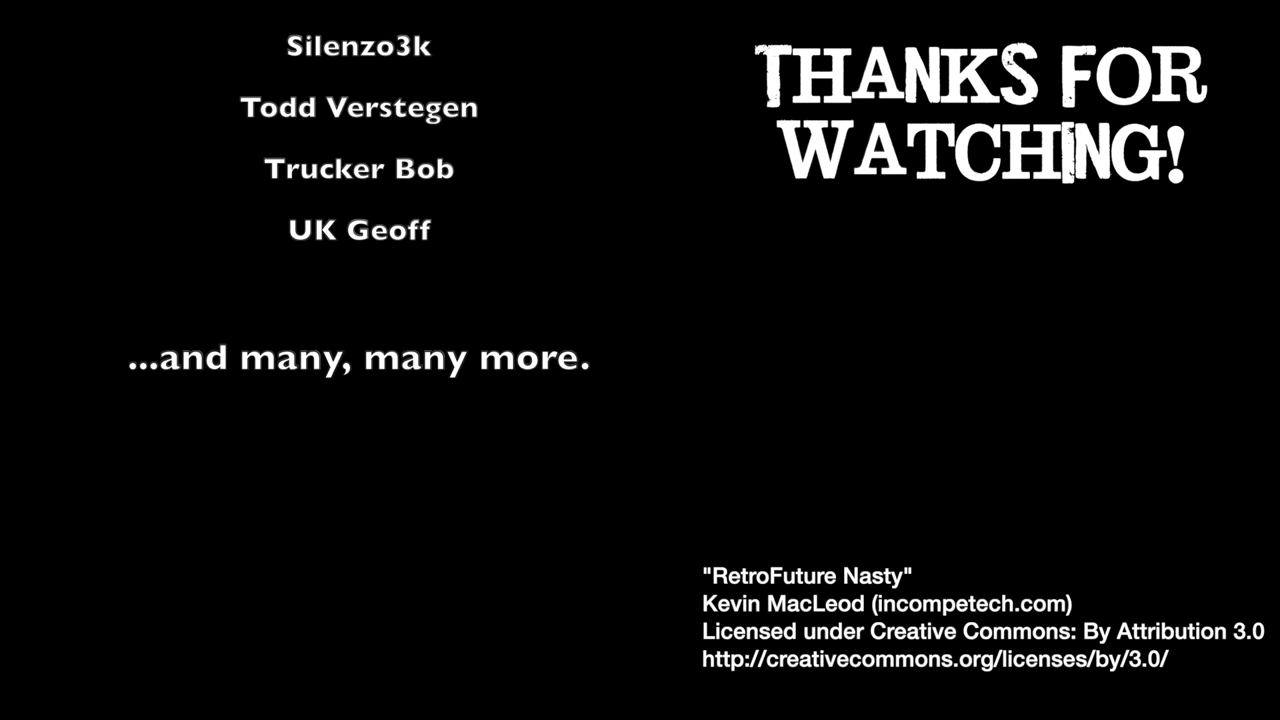 Silenzo3k
Todd Verstegen
Trucker Bob
UK Geoff
...and many, many more.
THANKS FOR
WATCHING!
"RetroFuture Nasty"
Kevin MacLeod (incompetech.com)
Licensed under Creative Commons: By Attribution 3.0
http://creativecommons.org/licenses/by/3.0/